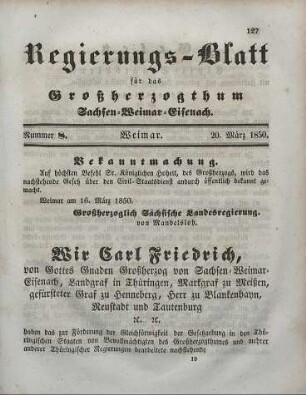 127
Regierungs-Blatt
für das
Großherzogthum
Sachsen-Weimar-Eisenach.
Nummer 8. Weimar. 20. März 1850.
Bekanntmachung.
Auf höchsten Befehl Sr. Königlichen Hoheit, des Großherzogs, wird das
nachstehende Gesetz über den Civil-Staatsdienst andurch öffentlich bekannt ge-
macht.
Weimar am 16. März 1850.
Großherzoglich Sächsische Landesregierung.
von Mandelsloh.
Wir Carl Friedrich,
von Gottes Gnaden Großherzog von Sachsen-Weimar-
Eisenach, Landgraf in Thüringen, Markgraf zu Meißen,
gefürsteter Graf zu Henneberg, Herr zu Blankenhayn,
Neustadt und Tautenburg
ꝛc. ꝛc.
haben das zur Förderung der Gleichförmigkeit der Gesetzgebung in den Thü-
ringischen Staaten von Bevollmächtigten des Großherzogthumes und mehrer
anderer Thüringischer Regierungen bearbeitete nachstehende
19